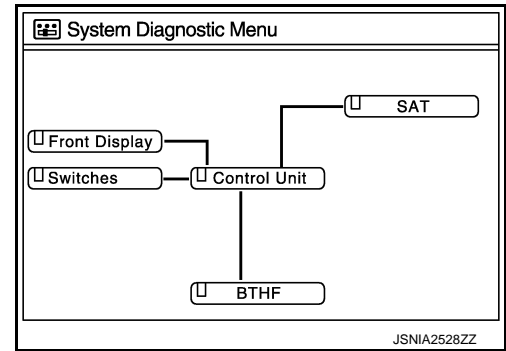 System Diagnostic Menu
SAT
Front Display
Switches
Control Unit
BTHF
JSNIA2528ZZ